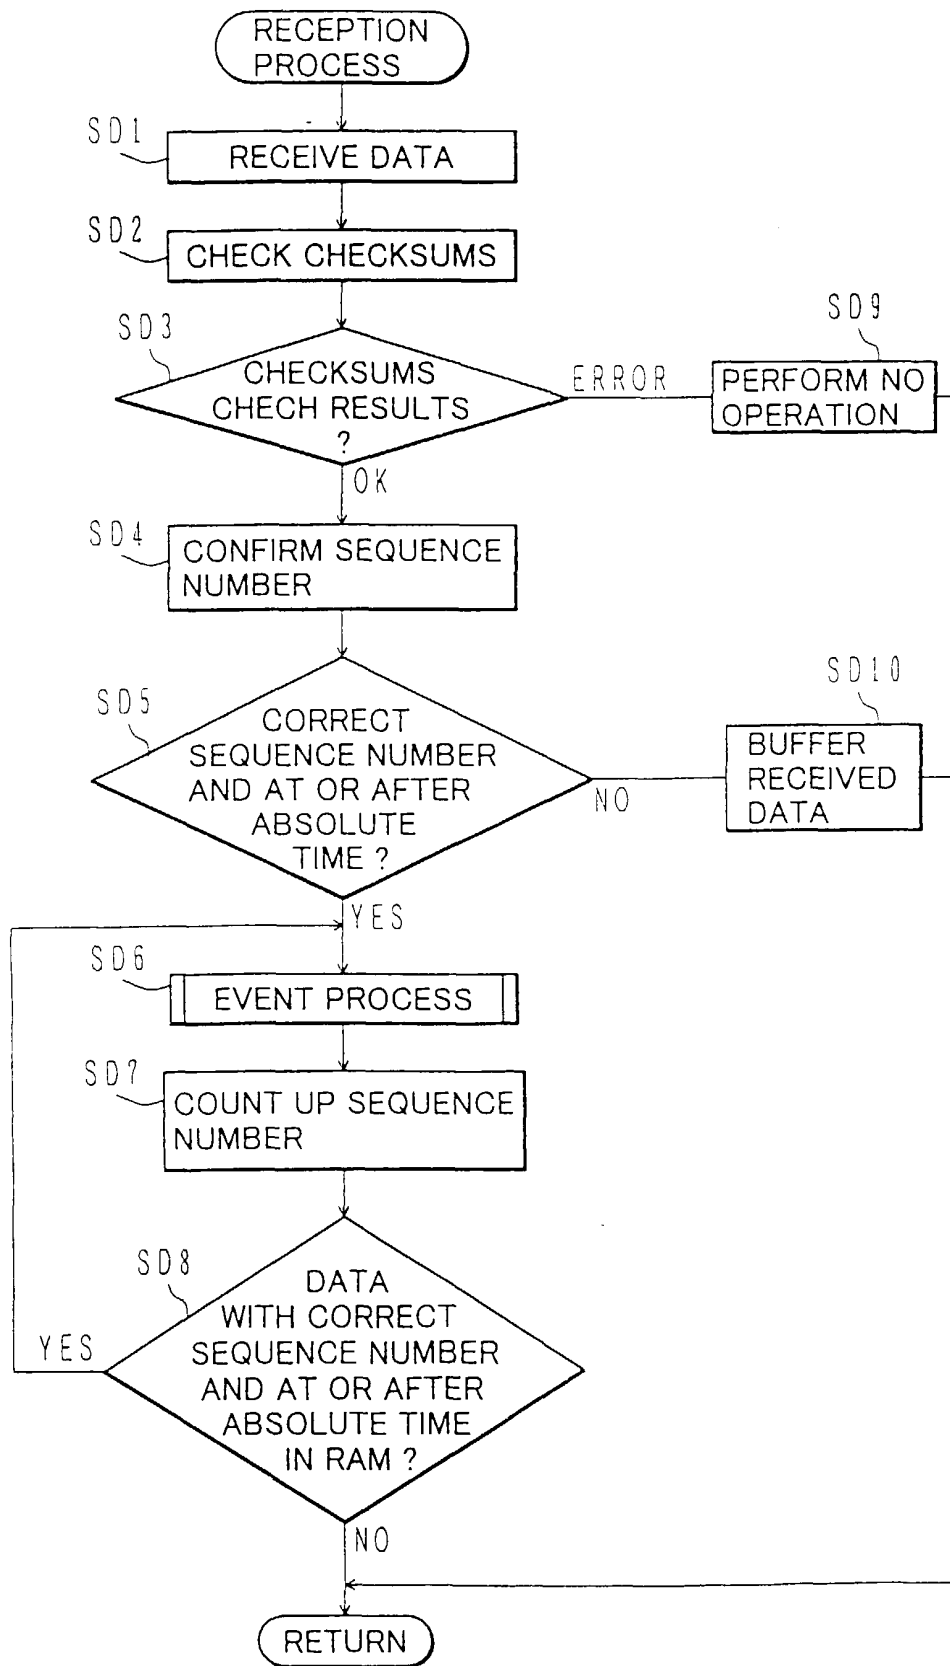 RECEPTION
PROCESS
SD1
RECEIVE DATA
SD2
CHECK CHECKSUMS
SD3
CHECKSUMS
CHECH RESULTS
?
ERROR
SD9
PERFORM NO
OPERATION
OK
SD4
CONFIRM SEQUENCE
NUMBER
SD5
CORRECT
SEQUENCE NUMBER
AND AT OR AFTER
ABSOLUTE
TIME ?
NO
SD10
BUFFER
RECEIVED
DATA
YES
SD6
EVENT PROCESS
SD7
COUNT UP SEQUENCE
NUMBER
SD8
DATA
WITH CORRECT
SEQUENCE NUMBER
AND AT OR AFTER
ABSOLUTE TIME
IN RAM ?
YES
NO
RETURN